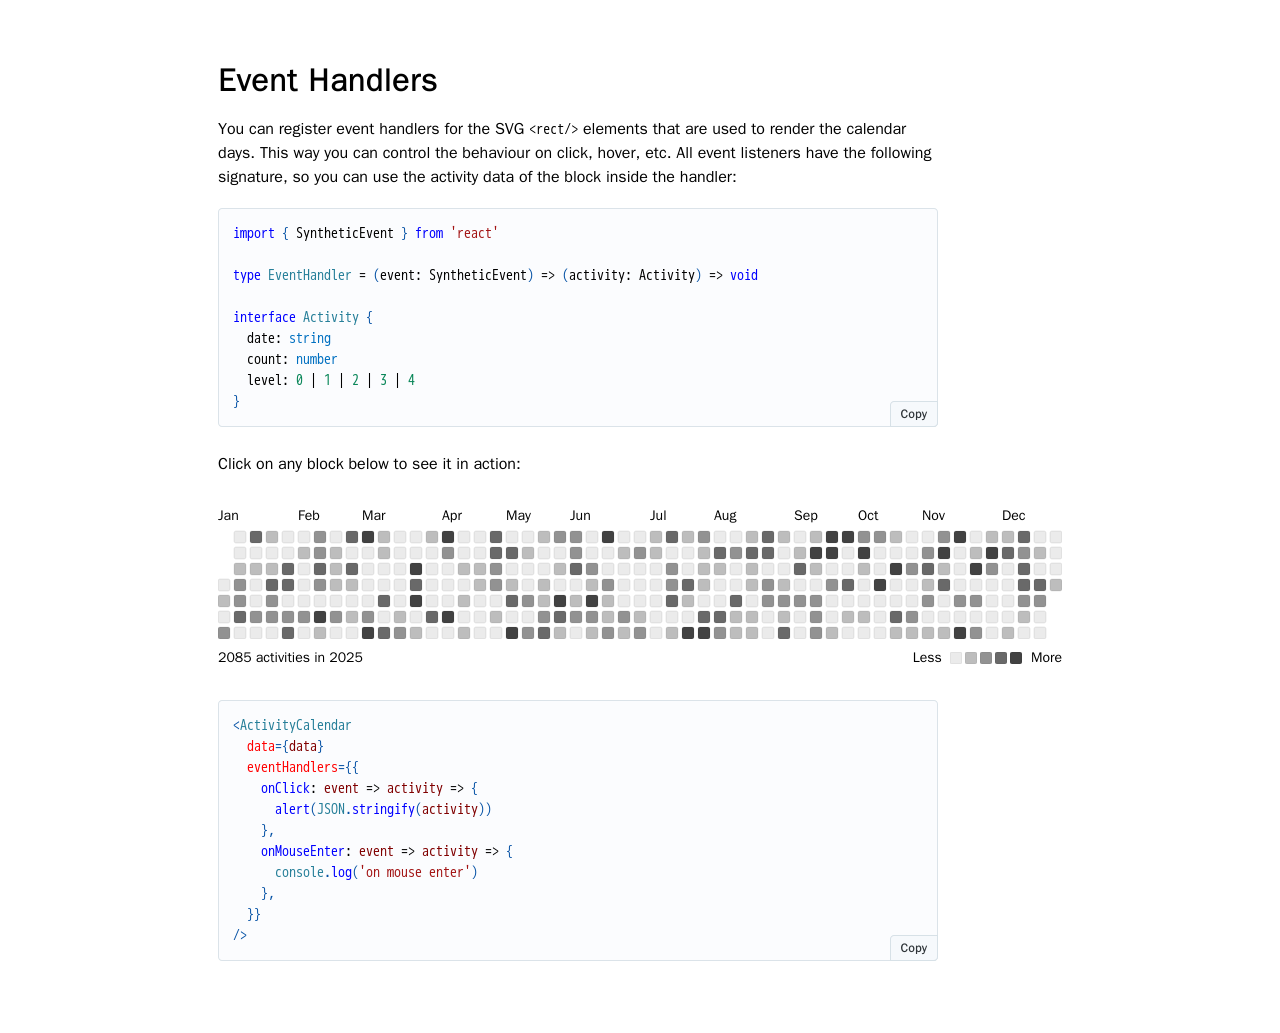 Event Handlers
You can register event handlers for the SVG <rect/> elements that are used to render the calendar
days. This way you can control the behaviour on click, hover, etc. All event listeners have the following
signature, so you can use the activity data of the block inside the handler:
import { SyntheticEvent } from 'react'
type EventHandler = (event: SyntheticEvent) => (activity: Activity) => void
interface Activity {
  date: string
  count: number
  level: 0 | 1 | 2 | 3 | 4
}
Copy
Click on any block below to see it in action:
Jan Feb Mar Apr May Jun Jul Aug Sep Oct Nov Dec
2085 activities in 2025 Less More
<ActivityCalendar
  data={data}
  eventHandlers={{
    onClick: event => activity => {
      alert(JSON.stringify(activity))
    },
    onMouseEnter: event => activity => {
      console.log('on mouse enter')
    },
  }}
/>
Copy